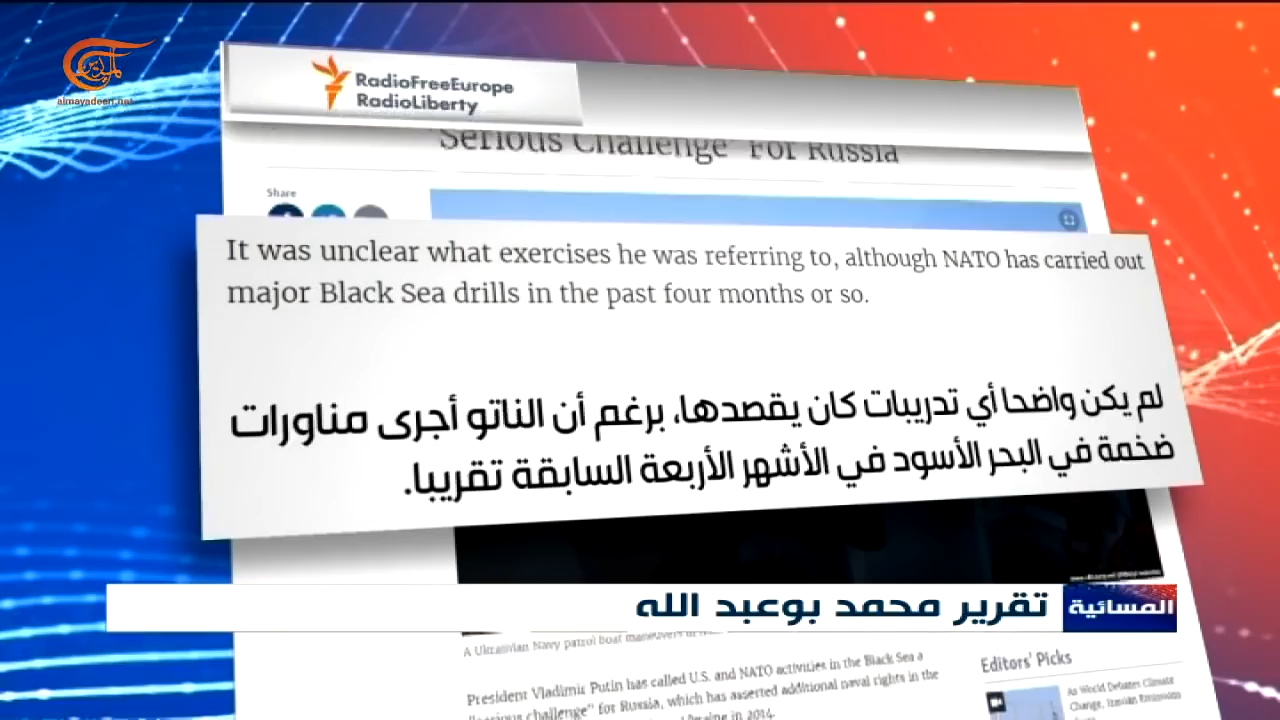 الميادين
almayadeen.net
RadioFreeEurope
RadioLiberty
'Serious Challenge' For Russia
Share
It was unclear what exercises he was referring to, although NATO has carried out
major Black Sea drills in the past four months or so.
لم يكن واضحا أي تدريبات كان يقصدها، برغم أن الناتو أجرى مناورات
ضخمة في البحر الأسود في الأشهر الأربعة السابقة تقريبا.
المسائية
تقرير محمد بوعبد الله
A Ukrainian Navy patrol boat maneuvers
President Vladimir Putin has called U.S. and NATO activities in the Black Sea a
"serious challenge" for Russia, which has asserted additional naval rights in the
Ukraine in 2014.
Editors' Picks
As World Debates Climate
Change, Iranian Emissions